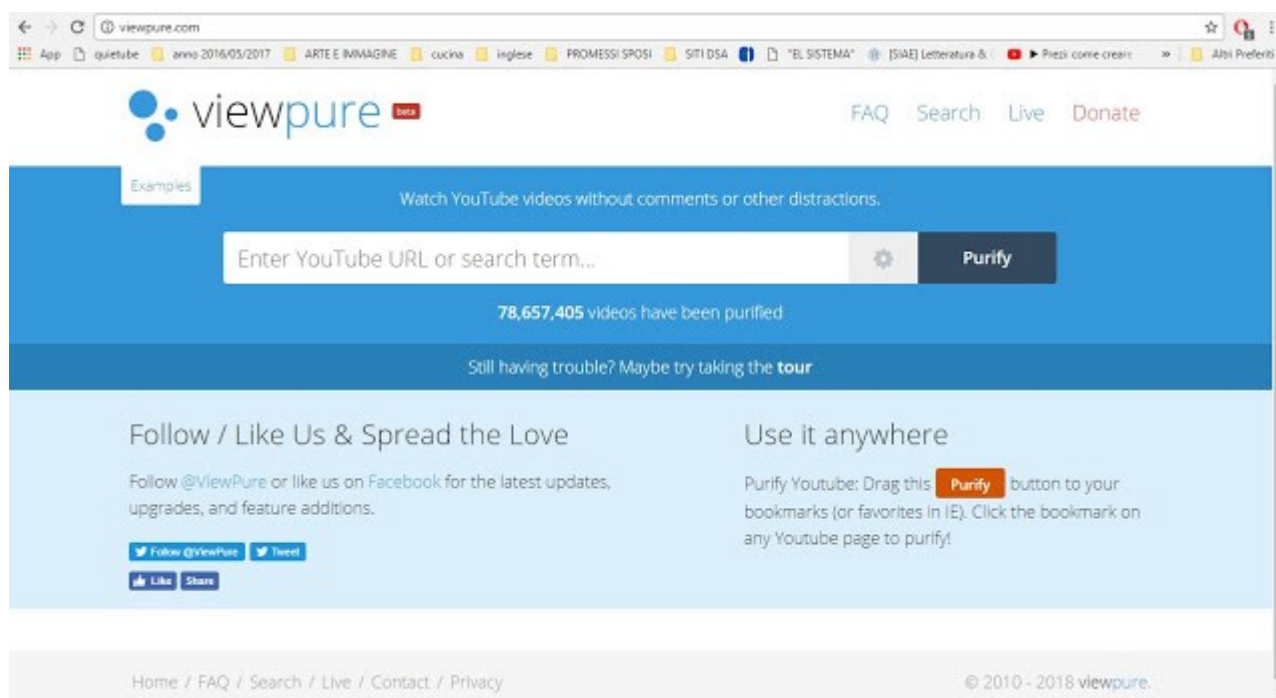 viewpure.com
App quietube anno 2016/05/2017 ARTE E IMMAGINE cucina inglese PROMESSI SPOSI SITI DSA "EL SISTEMA" [SIAE] Letteratura & Prezi come creare » Altri Preferiti
viewpure beta
FAQ Search Live Donate
Examples
Watch YouTube videos without comments or other distractions.
Enter YouTube URL or search term... Purify
78,657,405 videos have been purified
Still having trouble? Maybe try taking the tour
Follow / Like Us & Spread the Love
Follow @ViewPure or like us on Facebook for the latest updates,
upgrades, and feature additions.
Follow @ViewPure Tweet
Like Share
Use it anywhere
Purify Youtube: Drag this Purify button to your
bookmarks (or favorites in IE). Click the bookmark on
any Youtube page to purify!
Home / FAQ / Search / Live / Contact / Privacy
© 2010 - 2018 viewpure.